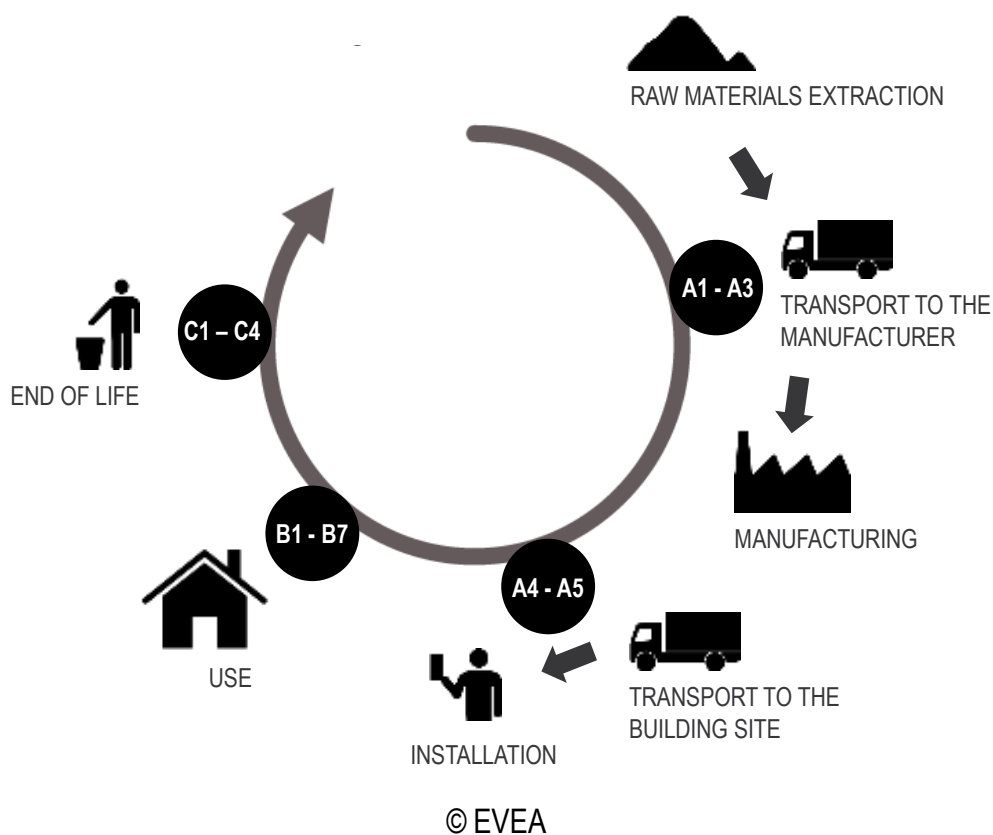 RAW MATERIALS EXTRACTION
A1 - A3
TRANSPORT TO THE
MANUFACTURER
C1 – C4
END OF LIFE
MANUFACTURING
B1 - B7
A4 - A5
USE
TRANSPORT TO THE
BUILDING SITE
INSTALLATION
© EVEA